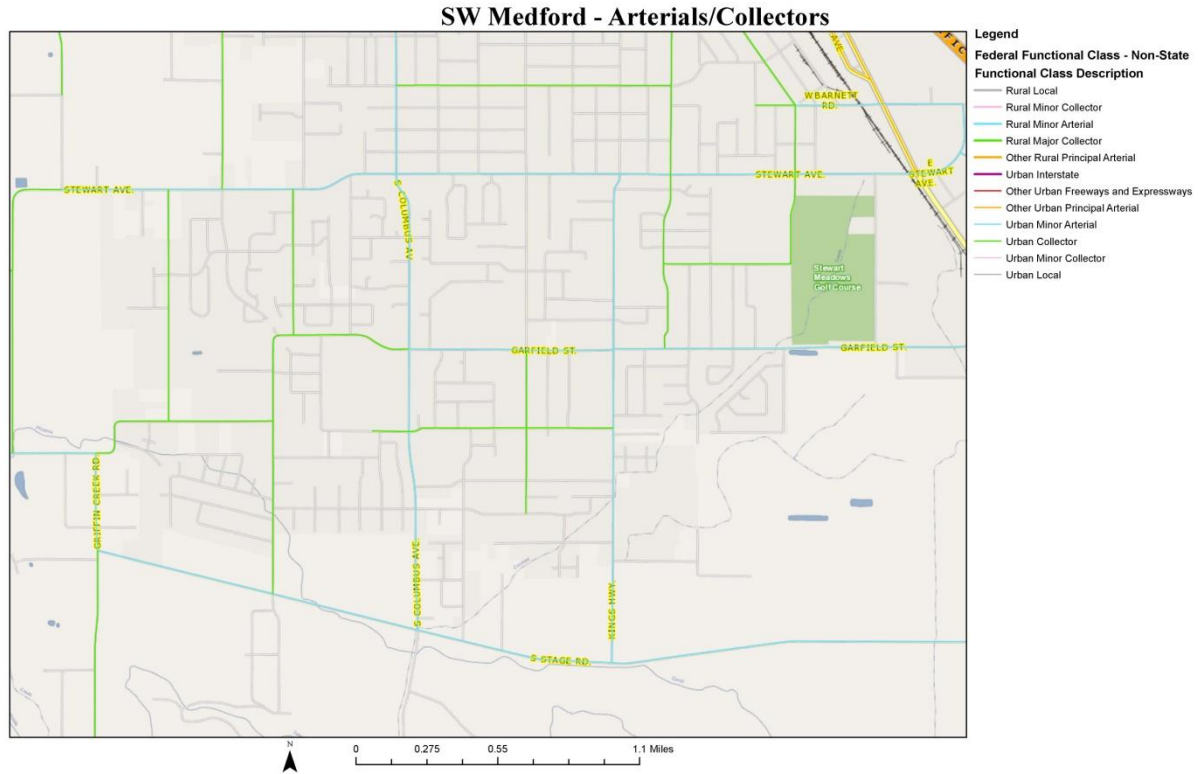 SW Medford - Arterials/Collectors
Legend
Federal Functional Class - Non-State
Functional Class Description
Rural Local
Rural Minor Collector
Rural Minor Arterial
Rural Major Collector
Other Rural Principal Arterial
Urban Interstate
Other Urban Freeways and Expressways
Other Urban Principal Arterial
Urban Minor Arterial
Urban Collector
Urban Minor Collector
Urban Local
AVE.
FIC
W BARNETT
RD.
STEWART AVE.
STEWART AVE.
E
STEWART
AVE.
S COLUMBUS AV
Stewart
Meadows
Golf Course
GARFIELD ST.
GARFIELD ST.
GRIFFIN CREEK RD.
S COLUMBUS AVE.
KINGS HWY.
S STAGE RD.
N
0 0.275 0.55 1.1 Miles